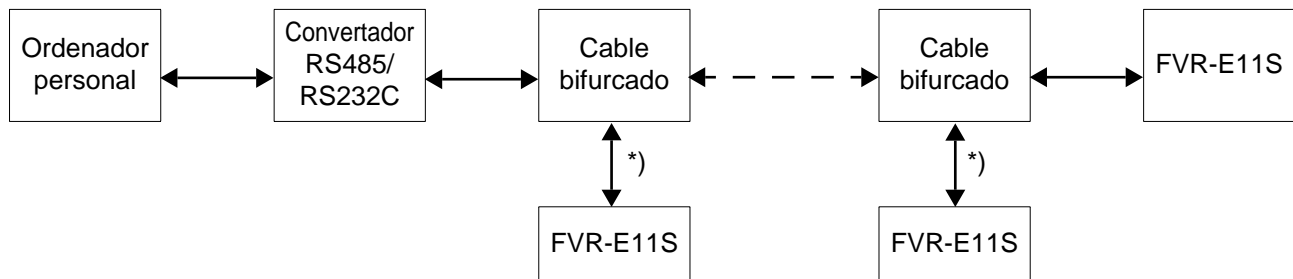 Ordenador
personal
Convertador
RS485/
RS232C
Cable
bifurcado
Cable
bifurcado
FVR-E11S
*)
*)
FVR-E11S
FVR-E11S